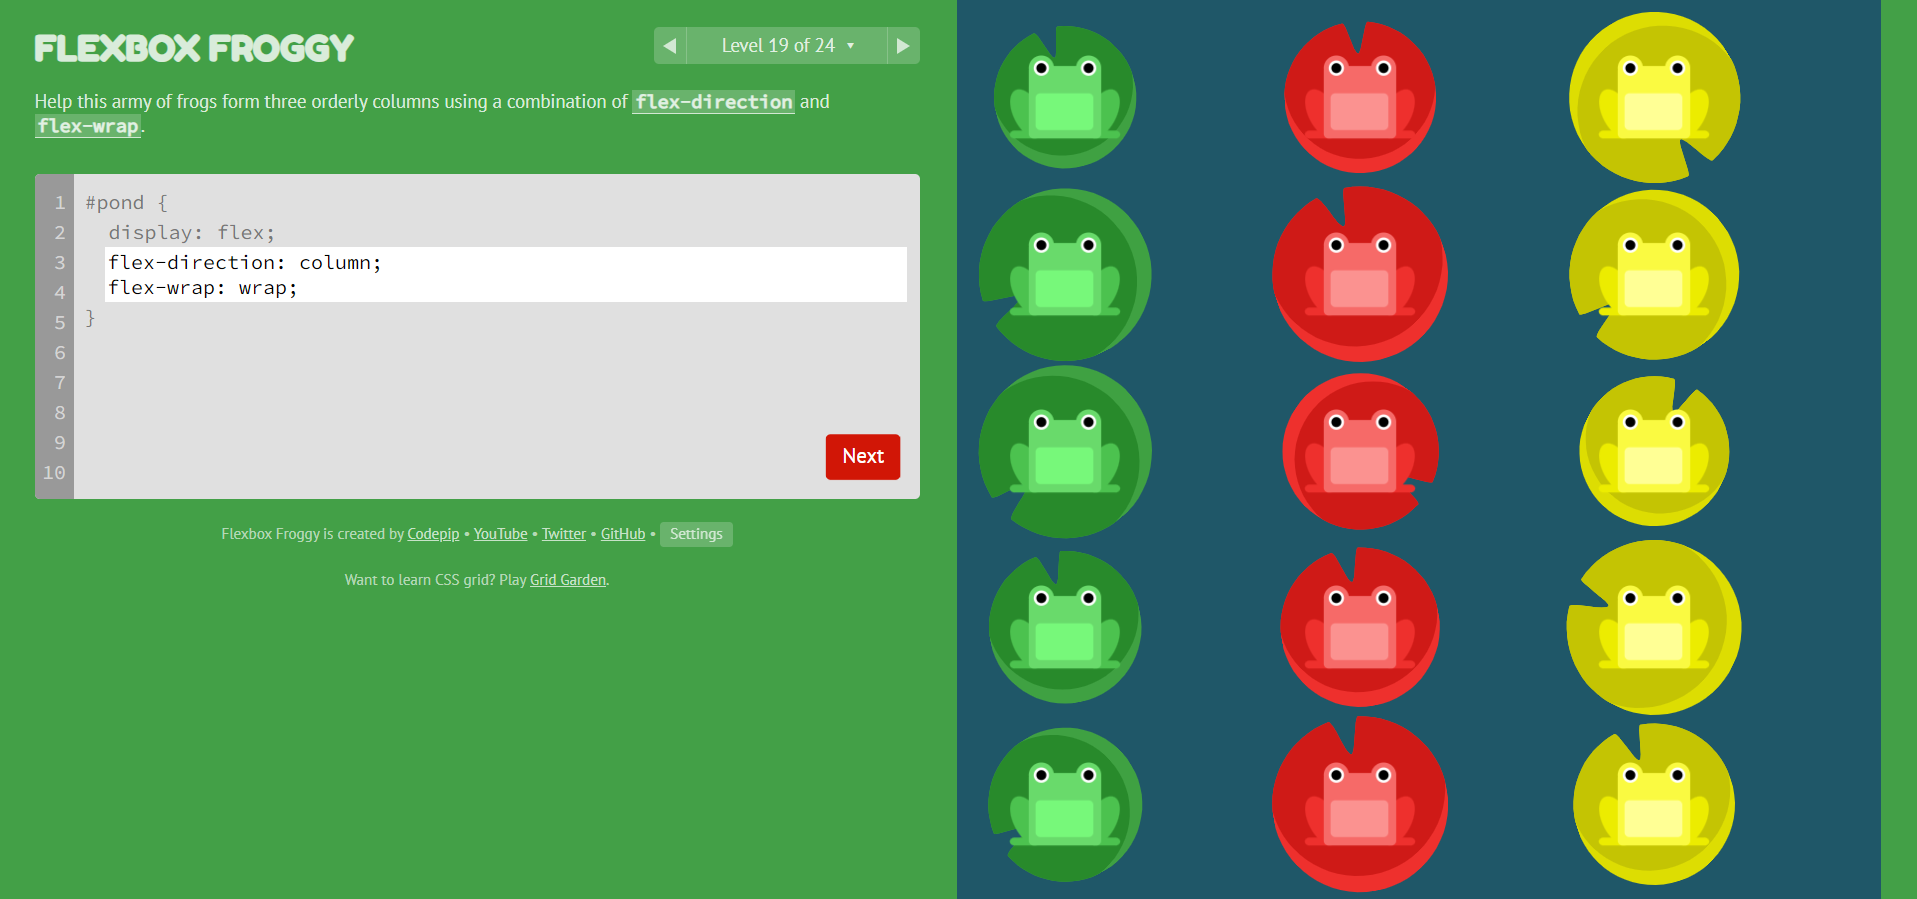 FLEXBOX FROGGY
◀ Level 19 of 24 ▼ ▶
Help this army of frogs form three orderly columns using a combination of flex-direction and
flex-wrap.
1 #pond {
2 display: flex;
3 flex-direction: column;
4 flex-wrap: wrap;
5 }
6
7
8
9
10
Next
Flexbox Froggy is created by Codepip • YouTube • Twitter • GitHub • Settings
Want to learn CSS grid? Play Grid Garden.